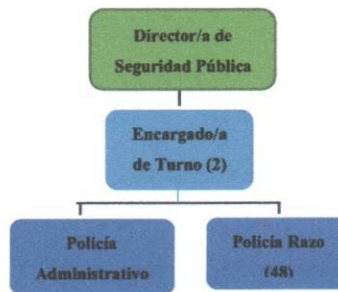 Director/a de
Seguridad Pública
Encargado/a
de Turno (2)
Policía
Administrativo
Policía Razo
(48)